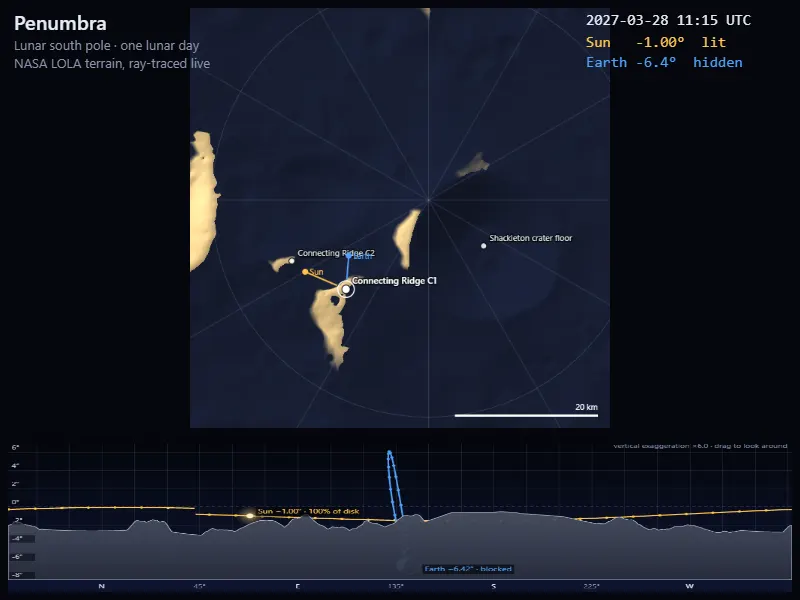 Penumbra
Lunar south pole · one lunar day
NASA LOLA terrain, ray-traced live
2027-03-28 11:15 UTC
Sun -1.00° lit
Earth -6.4° hidden
Shackleton crater floor
Connecting Ridge C2
Earth
Sun
Connecting Ridge C1
20 km
vertical exaggeration ×6.0 · drag to look around
6°
4°
2°
0°
-2°
-4°
-6°
-8°
Sun −1.00° · 100% of disk
Earth −6.42° · blocked
N
45°
E
135°
S
225°
W